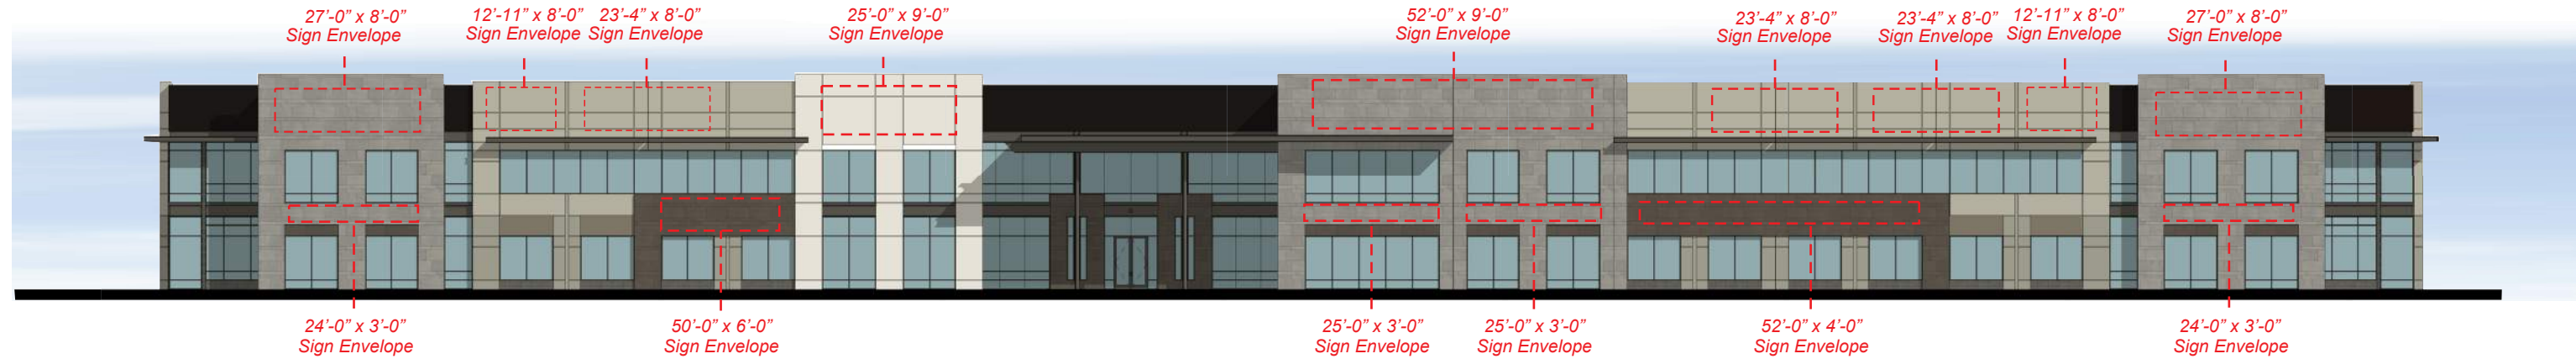 27'-0" x 8'-0"
Sign Envelope
12'-11" x 8'-0"
Sign Envelope
23'-4" x 8'-0"
Sign Envelope
25'-0" x 9'-0"
Sign Envelope
52'-0" x 9'-0"
Sign Envelope
23'-4" x 8'-0"
Sign Envelope
23'-4" x 8'-0"
Sign Envelope
12'-11" x 8'-0"
Sign Envelope
27'-0" x 8'-0"
Sign Envelope
24'-0" x 3'-0"
Sign Envelope
50'-0" x 6'-0"
Sign Envelope
25'-0" x 3'-0"
Sign Envelope
25'-0" x 3'-0"
Sign Envelope
52'-0" x 4'-0"
Sign Envelope
24'-0" x 3'-0"
Sign Envelope